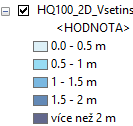 HQ100_2D_Vsetins
<HODNOTA>
0.0 - 0.5 m
0.5 - 1 m
1 - 1.5 m
1.5 - 2 m
více než 2 m